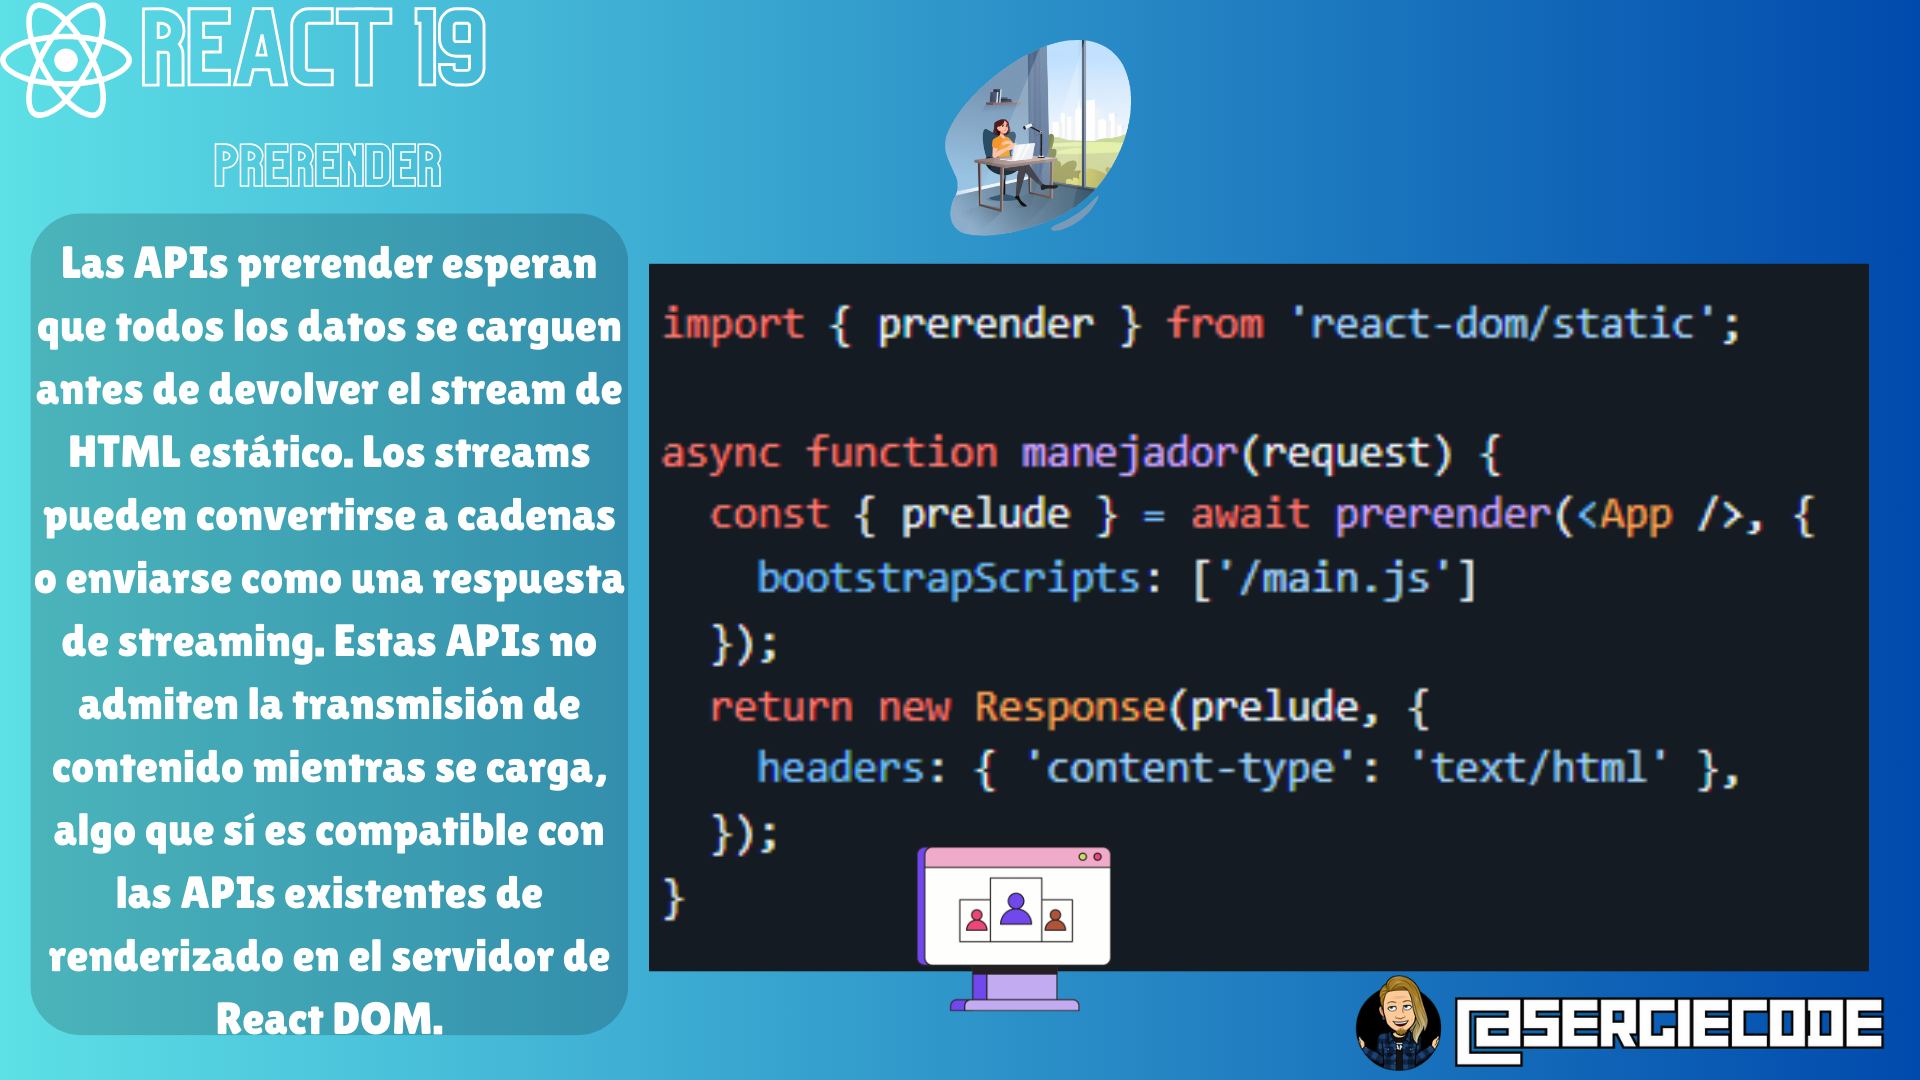 REACT 19
PRERENDER
Las APIs prerender esperan
que todos los datos se carguen
antes de devolver el stream de
HTML estático. Los streams
pueden convertirse a cadenas
o enviarse como una respuesta
de streaming. Estas APIs no
admiten la transmisión de
contenido mientras se carga,
algo que sí es compatible con
las APIs existentes de
renderizado en el servidor de
React DOM.
import { prerender } from 'react-dom/static';
async function manejador(request) {
  const { prelude } = await prerender(<App />, {
    bootstrapScripts: ['/main.js']
  });
  return new Response(prelude, {
    headers: { 'content-type': 'text/html' },
  });
}
@SERGIECODE